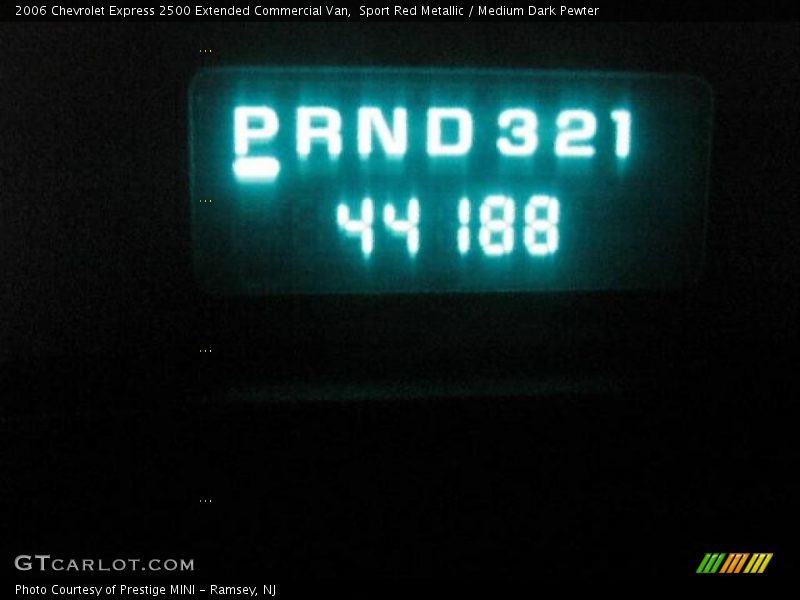 2006 Chevrolet Express 2500 Extended Commercial Van,  Sport Red Metallic / Medium Dark Pewter
...
PRND321
...
44188
...
...
GTCARLOT.COM
Photo Courtesy of Prestige MINI - Ramsey, NJ